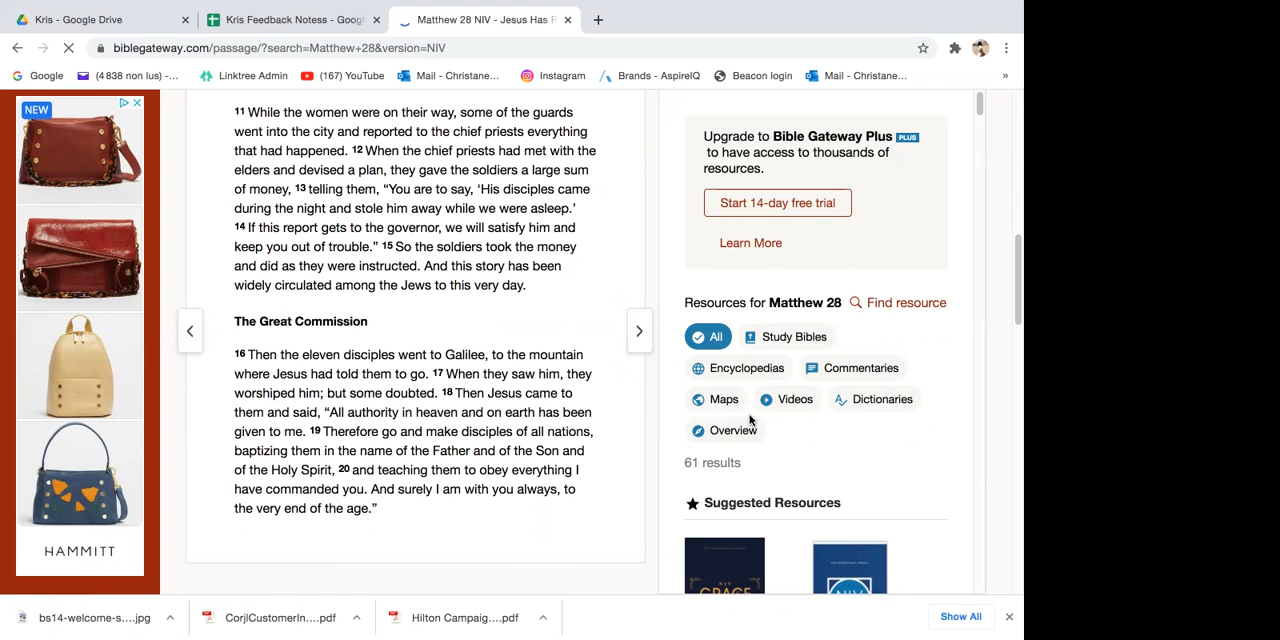 Kris - Google Drive
Kris Feedback Notess - Googl
Matthew 28 NIV - Jesus Has R
biblegateway.com/passage/?search=Matthew+28&version=NIV
Google
(4 838 non lus) -...
Linktree Admin
(167) YouTube
Mail - Christane...
Instagram
Brands - AspireIQ
Beacon login
Mail - Christane...
»
NEW
HAMMITT
11 While the women were on their way, some of the guards
went into the city and reported to the chief priests everything
that had happened. 12 When the chief priests had met with the
elders and devised a plan, they gave the soldiers a large sum
of money, 13 telling them, “You are to say, ‘His disciples came
during the night and stole him away while we were asleep.’
14 If this report gets to the governor, we will satisfy him and
keep you out of trouble.” 15 So the soldiers took the money
and did as they were instructed. And this story has been
widely circulated among the Jews to this very day.
The Great Commission
16 Then the eleven disciples went to Galilee, to the mountain
where Jesus had told them to go. 17 When they saw him, they
worshiped him; but some doubted. 18 Then Jesus came to
them and said, “All authority in heaven and on earth has been
given to me. 19 Therefore go and make disciples of all nations,
baptizing them in the name of the Father and of the Son and
of the Holy Spirit, 20 and teaching them to obey everything I
have commanded you. And surely I am with you always, to
the very end of the age.”
Upgrade to Bible Gateway Plus PLUS
to have access to thousands of
resources.
Start 14-day free trial
Learn More
Resources for Matthew 28 Find resource
All
Study Bibles
Encyclopedias
Commentaries
Maps
Videos
Dictionaries
Overview
61 results
Suggested Resources
NIV
GRACE
NIV
bs14-welcome-s....jpg
CorjlCustomerIn....pdf
Hilton Campaig....pdf
Show All